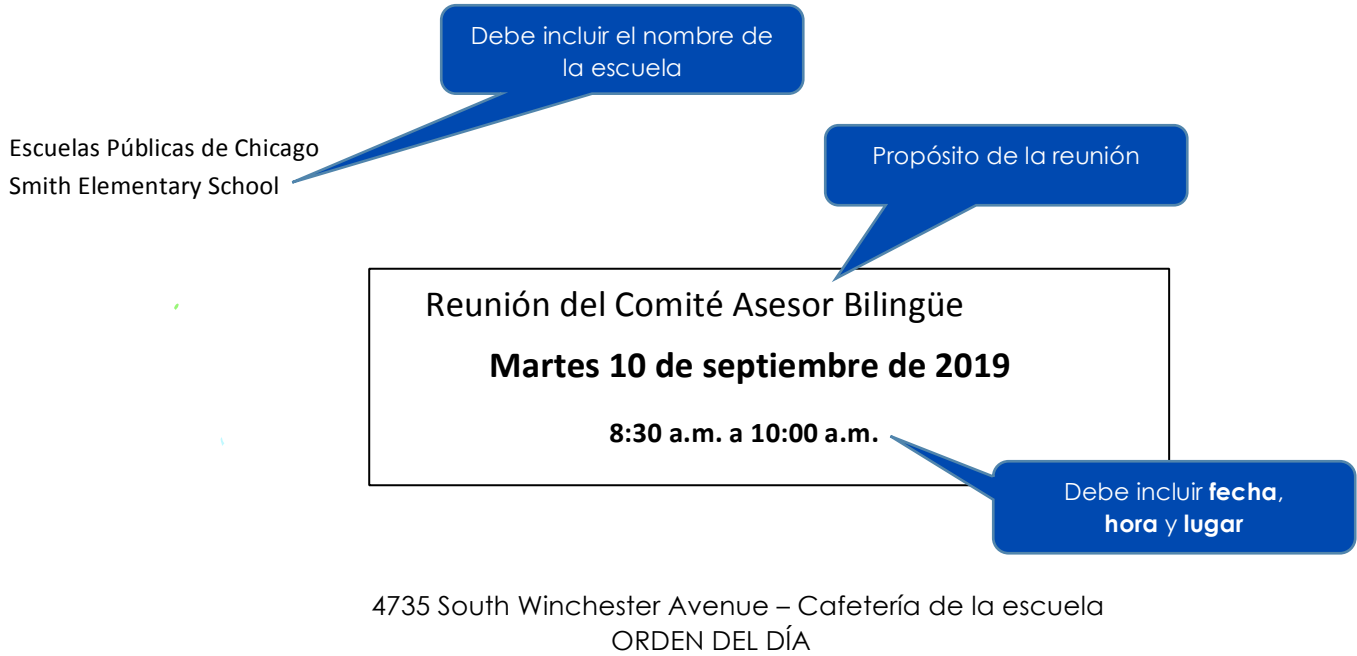 Debe incluir el nombre de
la escuela
Escuelas Públicas de Chicago
Smith Elementary School
Propósito de la reunión
Reunión del Comité Asesor Bilingüe
Martes 10 de septiembre de 2019
8:30 a.m. a 10:00 a.m.
Debe incluir fecha,
hora y lugar
4735 South Winchester Avenue – Cafetería de la escuela
ORDEN DEL DÍA